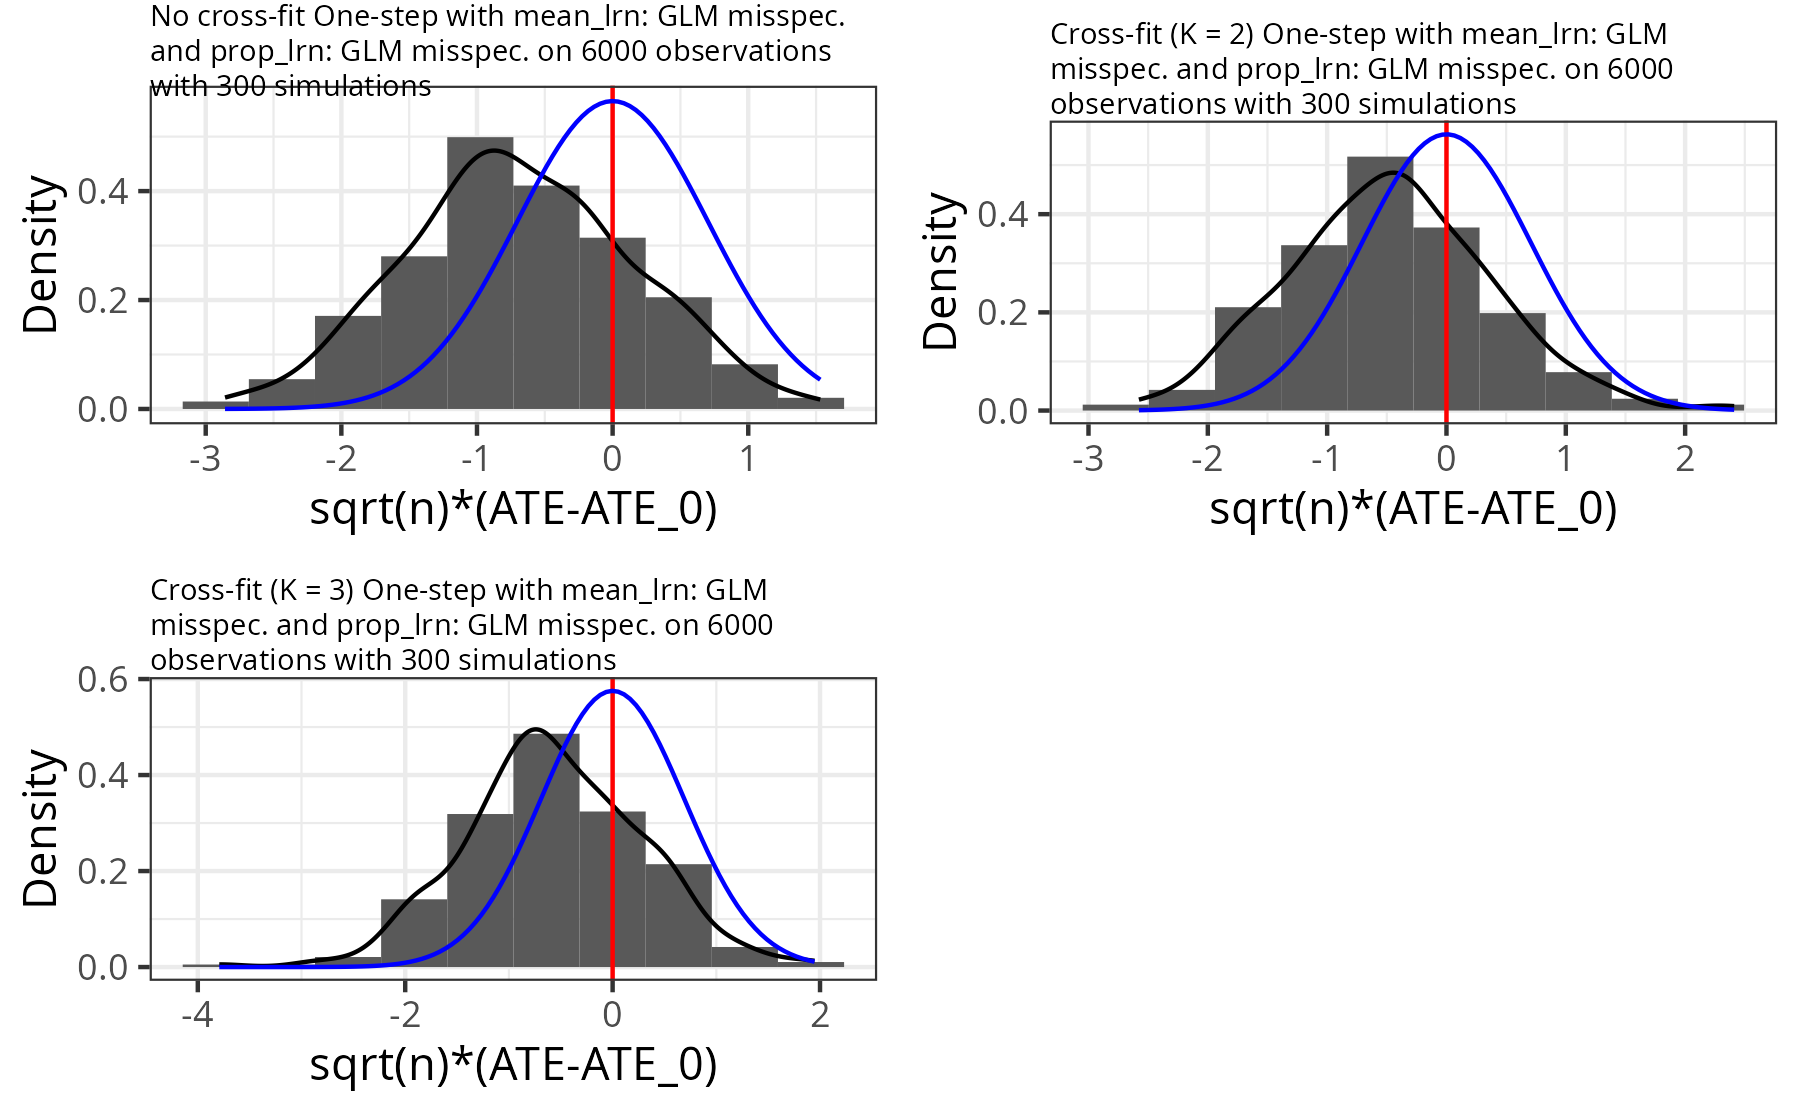 No cross-fit One-step with mean_lrn: GLM misspec.
and prop_lrn: GLM misspec. on 6000 observations
with 300 simulations
Density
0.4
0.2
0.0
-3
-2
-1
0
1
sqrt(n)*(ATE-ATE_0)
Cross-fit (K = 2) One-step with mean_lrn: GLM
misspec. and prop_lrn: GLM misspec. on 6000
observations with 300 simulations
Density
0.4
0.2
0.0
-3
-2
-1
0
1
2
sqrt(n)*(ATE-ATE_0)
Cross-fit (K = 3) One-step with mean_lrn: GLM
misspec. and prop_lrn: GLM misspec. on 6000
observations with 300 simulations
Density
0.6
0.4
0.2
0.0
-4
-2
0
2
sqrt(n)*(ATE-ATE_0)